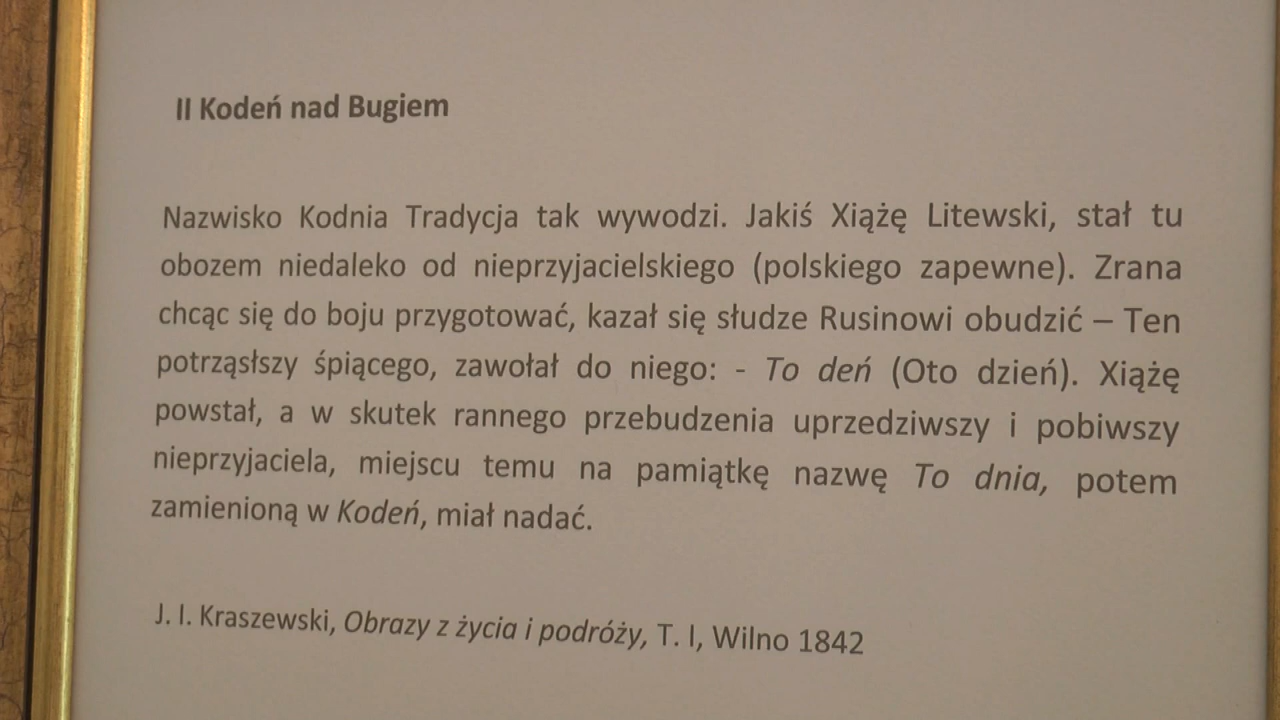 II Kodeń nad Bugiem
Nazwisko Kodnia Tradycja tak wywodzi. Jakiś Xiążę Litewski, stał tu
obozem niedaleko od nieprzyjacielskiego (polskiego zapewne). Zrana
chcąc się do boju przygotować, kazał się słudze Rusinowi obudzić – Ten
potrząsłszy śpiącego, zawołał do niego: - To deń (Oto dzień). Xiążę
powstał, a w skutek rannego przebudzenia uprzedziwszy i pobiwszy
nieprzyjaciela, miejscu temu na pamiątkę nazwę To dnia, potem
zamienioną w Kodeń, miał nadać.
J. I. Kraszewski, Obrazy z życia i podróży, T. I, Wilno 1842